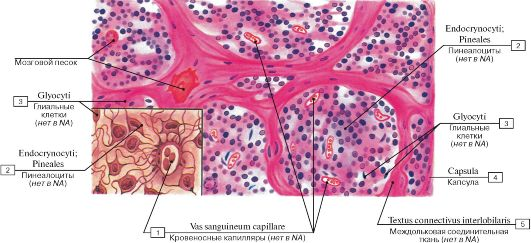 Мозговой песок
3
Glyocyti
Глиальные
клетки
(нет в NA)
Endocrynocyti;
Pineales
2
Пинеалоциты
(нет в NA)
1
Vas sanguineum capillare
Кровеносные капилляры (нет в NA)
Endocrynocyti;
Pineales
2
Пинеалоциты
(нет в NA)
Glyocyti
3
Глиальные
клетки
(нет в NA)
Capsula
4
Капсула
Textus connectivus interlobilaris
5
Междольковая соединительная
ткань (нет в NA)